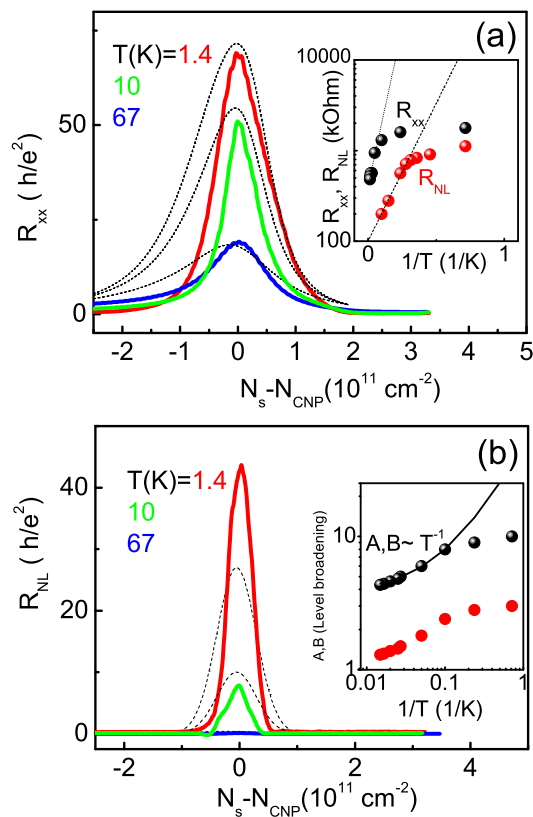 (a)
T(K)=1.4
10
67
50
0
R_xx ( h/e²)
-2 -1 0 1 2 3 4 5
N_s-N_CNP(10¹¹ cm⁻²)
10000
100
R_xx, R_NL (kOhm)
R_xx
R_NL
0 1
1/T (1/K)
(b)
T(K)=1.4
10
67
40
20
0
R_NL ( h/e²)
-2 0 2 4
N_s-N_CNP(10¹¹ cm⁻²)
10
1
A,B (Level broadening)
A,B~ T⁻¹
0.01 0.1 1
1/T (1/K)